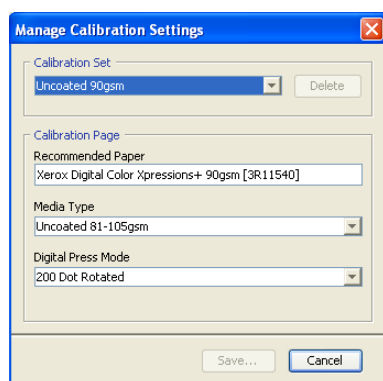 Manage Calibration Settings
Calibration Set
Uncoated 90gsm
Delete
Calibration Page
Recommended Paper
Xerox Digital Color Xpressions+ 90gsm [3R11540]
Media Type
Uncoated 81-105gsm
Digital Press Mode
200 Dot Rotated
Save...
Cancel